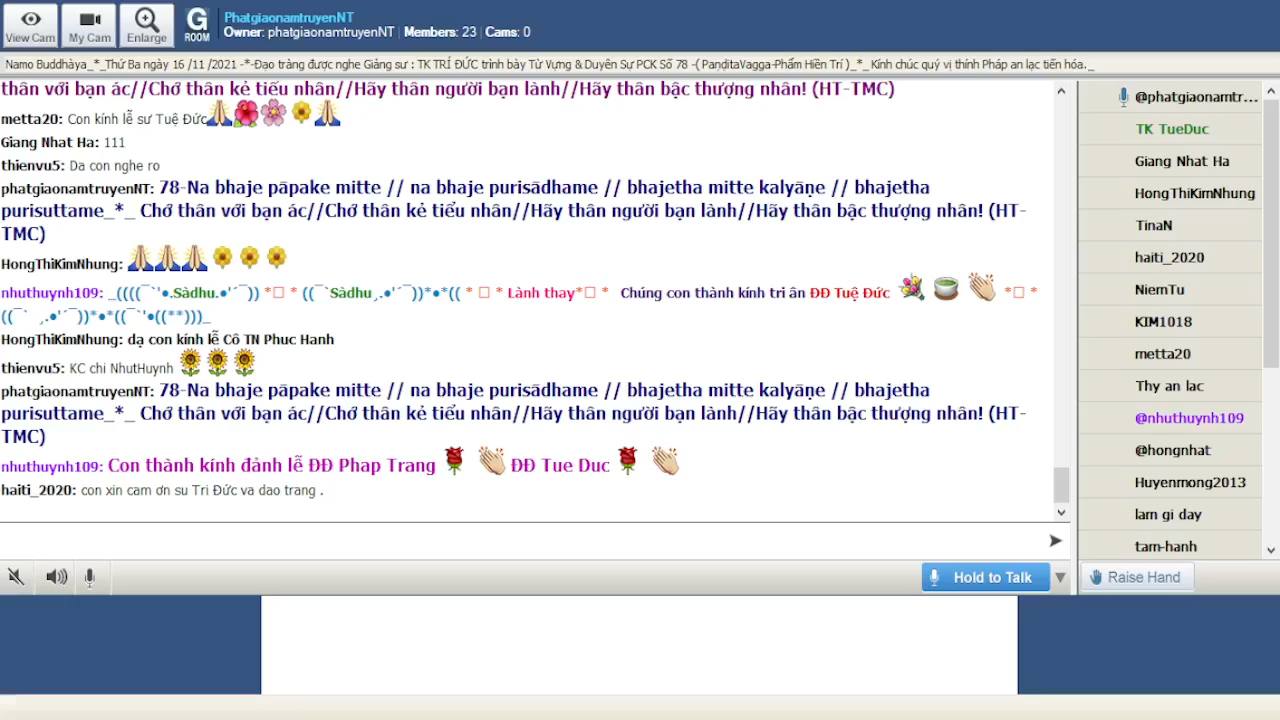 View Cam
My Cam
Enlarge
G
ROOM
PhatgiaonamtruyenNT
Owner: phatgiaonamtruyenNT | Members: 23 | Cams: 0
Namo Buddhàya_*_Thứ Ba ngày 16 /11 /2021 -*-Đạo tràng được nghe Giảng sư : TK TRÍ ĐỨC trình bày Từ Vựng & Duyên Sự PCK Số 78 -( PaṇḍitaVagga-Phẩm Hiền Trí )_*_ Kính chúc quý vị thính Pháp an lạc tiến hóa._
thân với bạn ác//Chớ thân kẻ tiểu nhân//Hãy thân người bạn lành//Hãy thân bậc thượng nhân! (HT-TMC)
metta20: Con kính lễ sư Tuệ Đức
Giang Nhat Ha: 111
thienvu5: Da con nghe ro
phatgiaonamtruyenNT: 78-Na bhaje pāpake mitte // na bhaje purisādhame // bhajetha mitte kalyāṇe // bhajetha
purisuttame_*_ Chớ thân với bạn ác//Chớ thân kẻ tiểu nhân//Hãy thân người bạn lành//Hãy thân bậc thượng nhân! (HT-
TMC)
HongThiKimNhung:
nhuthuynh109: _((((¯`'•.Sàdhu.•'´¯)) *□ * ((¯`Sàdhu¸.•'´¯))*•*(( * □ * Lành thay*□ * Chúng con thành kính tri ân ĐĐ Tuệ Đức *□ *
((¯` ¸.•'´¯))*•*((¯`'•((**)))_
HongThiKimNhung: dạ con kính lễ Cô TN Phuc Hanh
thienvu5: KC chi NhutHuynh
phatgiaonamtruyenNT: 78-Na bhaje pāpake mitte // na bhaje purisādhame // bhajetha mitte kalyāṇe // bhajetha
purisuttame_*_ Chớ thân với bạn ác//Chớ thân kẻ tiểu nhân//Hãy thân người bạn lành//Hãy thân bậc thượng nhân! (HT-
TMC)
nhuthuynh109: Con thành kính đảnh lễ ĐĐ Phap Trang ĐĐ Tue Duc
haiti_2020: con xin cam ơn su Tri Đức va dao trang .
@phatgiaonamtr...
TK TueDuc
Giang Nhat Ha
HongThiKimNhung
TinaN
haiti_2020
NiemTu
KIM1018
metta20
Thy an lac
@nhuthuynh109
@hongnhat
Huyenmong2013
lam gi day
tam-hanh
Hold to Talk
Raise Hand